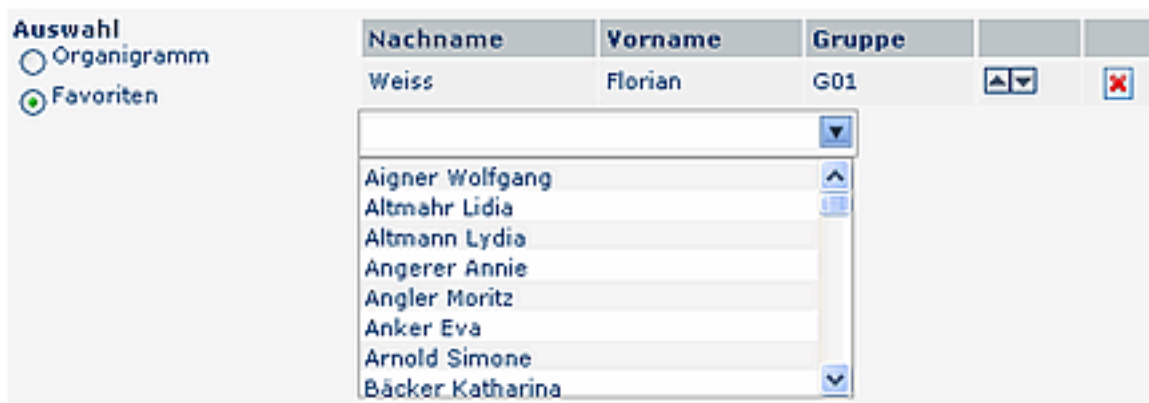 Auswahl
Organigramm
Favoriten
Nachname Vorname Gruppe
Weiss Florian G01
Aigner Wolfgang
Altmahr Lidia
Altmann Lydia
Angerer Annie
Angler Moritz
Anker Eva
Arnold Simone
Bäcker Katharina